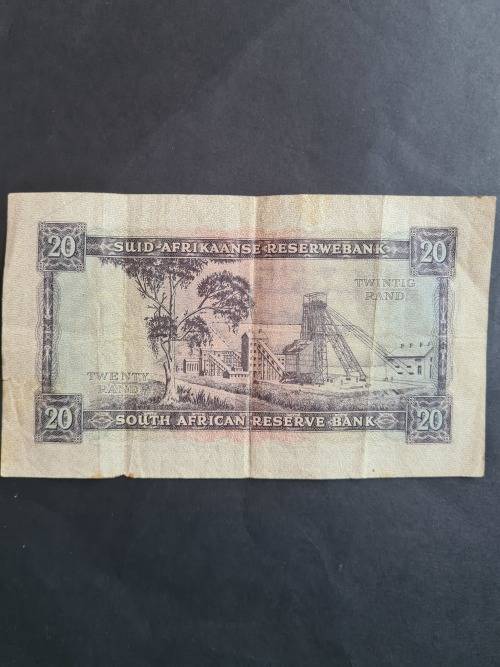 20 SUID-AFRIKAANSE RESERWEBANK 20
TWINTIG
RAND
TWENTY
RAND
20 SOUTH AFRICAN RESERVE BANK 20